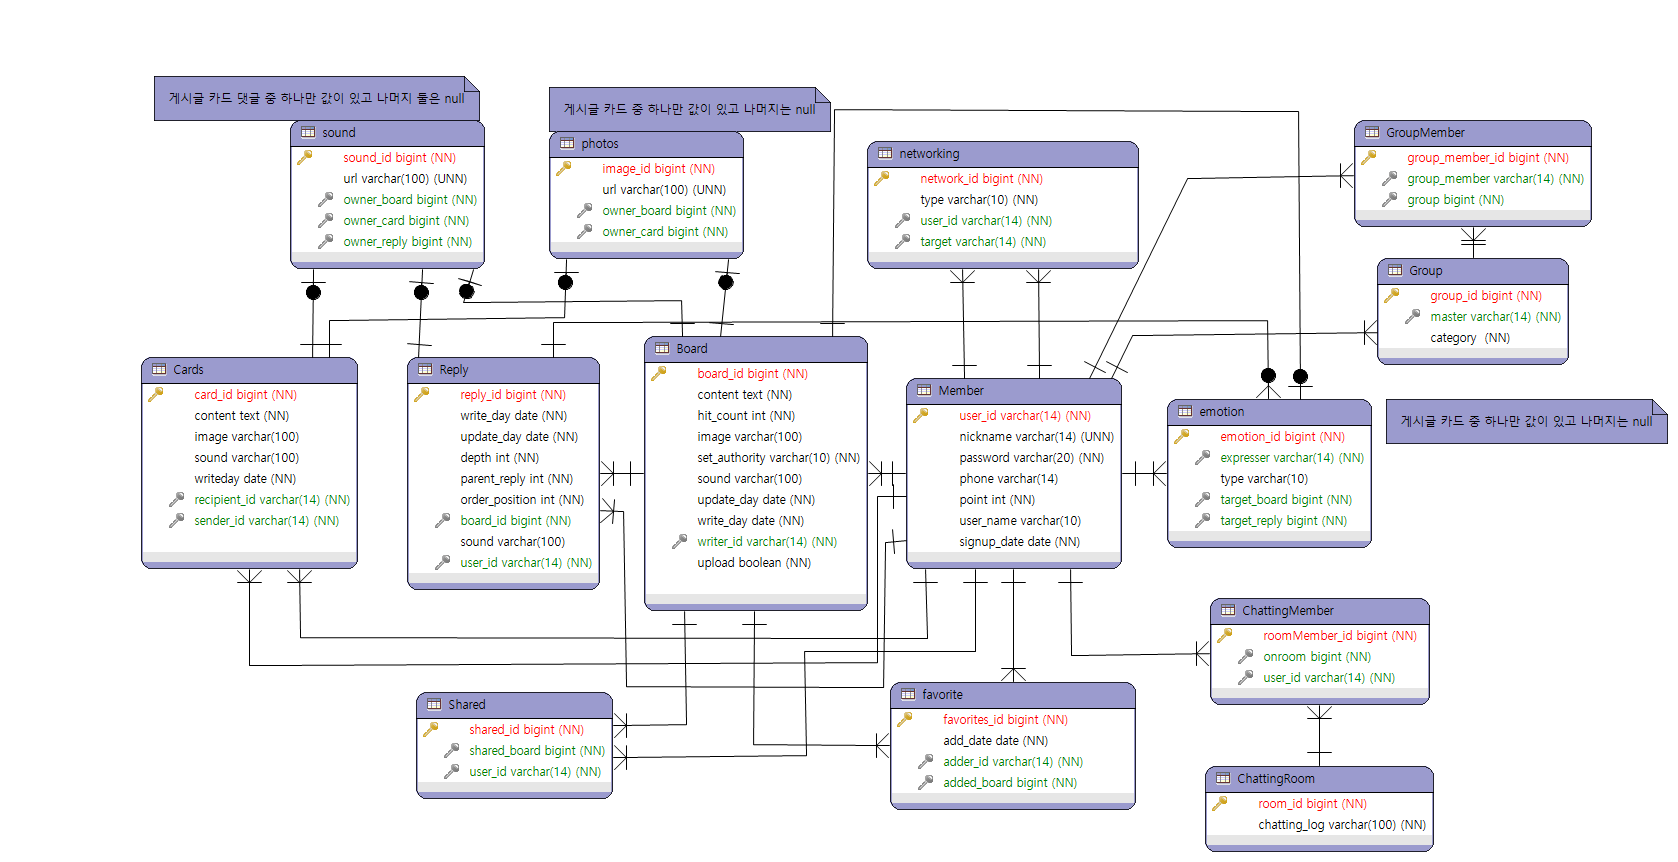 게시글 카드 댓글 중 하나만 값이 있고 나머지 둘은 null
sound
sound_id bigint (NN)
url varchar(100) (UNN)
owner_board bigint (NN)
owner_card bigint (NN)
owner_reply bigint (NN)
게시글 카드 중 하나만 값이 있고 나머지는 null
photos
image_id bigint (NN)
url varchar(100) (UNN)
owner_board bigint (NN)
owner_card bigint (NN)
networking
network_id bigint (NN)
type varchar(10) (NN)
user_id varchar(14) (NN)
target varchar(14) (NN)
GroupMember
group_member_id bigint (NN)
group_member varchar(14) (NN)
group bigint (NN)
Group
group_id bigint (NN)
master varchar(14) (NN)
category (NN)
Cards
card_id bigint (NN)
content text (NN)
image varchar(100)
sound varchar(100)
writeday date (NN)
recipient_id varchar(14) (NN)
sender_id varchar(14) (NN)
Reply
reply_id bigint (NN)
write_day date (NN)
update_day date (NN)
depth int (NN)
parent_reply int (NN)
order_position int (NN)
board_id bigint (NN)
sound varchar(100)
user_id varchar(14) (NN)
Board
board_id bigint (NN)
content text (NN)
hit_count int (NN)
image varchar(100)
set_authority varchar(10) (NN)
sound varchar(100)
update_day date (NN)
write_day date (NN)
writer_id varchar(14) (NN)
upload boolean (NN)
Member
user_id varchar(14) (NN)
nickname varchar(14) (UNN)
password varchar(20) (NN)
phone varchar(14)
point int (NN)
user_name varchar(10)
signup_date date (NN)
emotion
emotion_id bigint (NN)
expresser varchar(14) (NN)
type varchar(10)
target_board bigint (NN)
target_reply bigint (NN)
게시글 카드 중 하나만 값이 있고 나머지는 null
Shared
shared_id bigint (NN)
shared_board bigint (NN)
user_id varchar(14) (NN)
favorite
favorites_id bigint (NN)
add_date date (NN)
adder_id varchar(14) (NN)
added_board bigint (NN)
ChattingMember
roomMember_id bigint (NN)
onroom bigint (NN)
user_id varchar(14) (NN)
ChattingRoom
room_id bigint (NN)
chatting_log varchar(100) (NN)